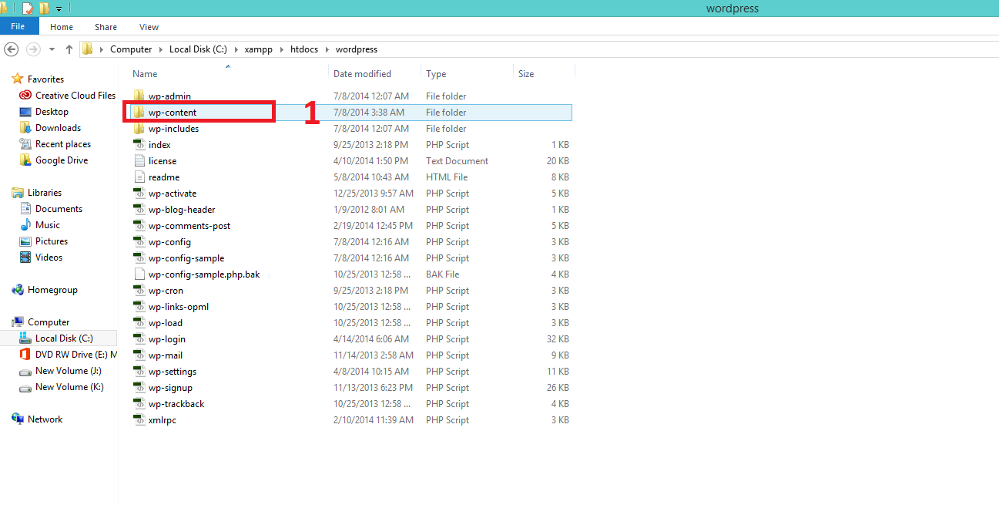 wordpress
File Home Share View
Computer Local Disk (C:) xampp htdocs wordpress
Favorites
Creative Cloud Files
Desktop
Downloads
Recent places
Google Drive
Libraries
Documents
Music
Pictures
Videos
Homegroup
Computer
Local Disk (C:)
DVD RW Drive (E:) M
New Volume (J:)
New Volume (K:)
Network
Name Date modified Type Size
wp-admin 7/8/2014 12:07 AM File folder
wp-content 1 7/8/2014 3:38 AM File folder
wp-includes 7/8/2014 12:07 AM File folder
index 9/25/2013 2:18 PM PHP Script 1 KB
license 4/10/2014 1:50 PM Text Document 20 KB
readme 5/8/2014 10:43 AM HTML File 8 KB
wp-activate 12/25/2013 9:57 AM PHP Script 5 KB
wp-blog-header 1/9/2012 8:01 AM PHP Script 1 KB
wp-comments-post 2/19/2014 12:45 PM PHP Script 5 KB
wp-config 7/8/2014 12:16 AM PHP Script 3 KB
wp-config-sample 7/8/2014 12:16 AM PHP Script 3 KB
wp-config-sample.php.bak 10/25/2013 12:58 ... BAK File 4 KB
wp-cron 9/25/2013 2:18 PM PHP Script 3 KB
wp-links-opml 10/25/2013 12:58 ... PHP Script 3 KB
wp-load 10/25/2013 12:58 ... PHP Script 3 KB
wp-login 4/14/2014 6:06 AM PHP Script 32 KB
wp-mail 11/14/2013 2:58 AM PHP Script 9 KB
wp-settings 4/8/2014 10:15 AM PHP Script 11 KB
wp-signup 11/13/2013 6:23 PM PHP Script 26 KB
wp-trackback 10/25/2013 12:58 ... PHP Script 4 KB
xmlrpc 2/10/2014 11:39 AM PHP Script 3 KB